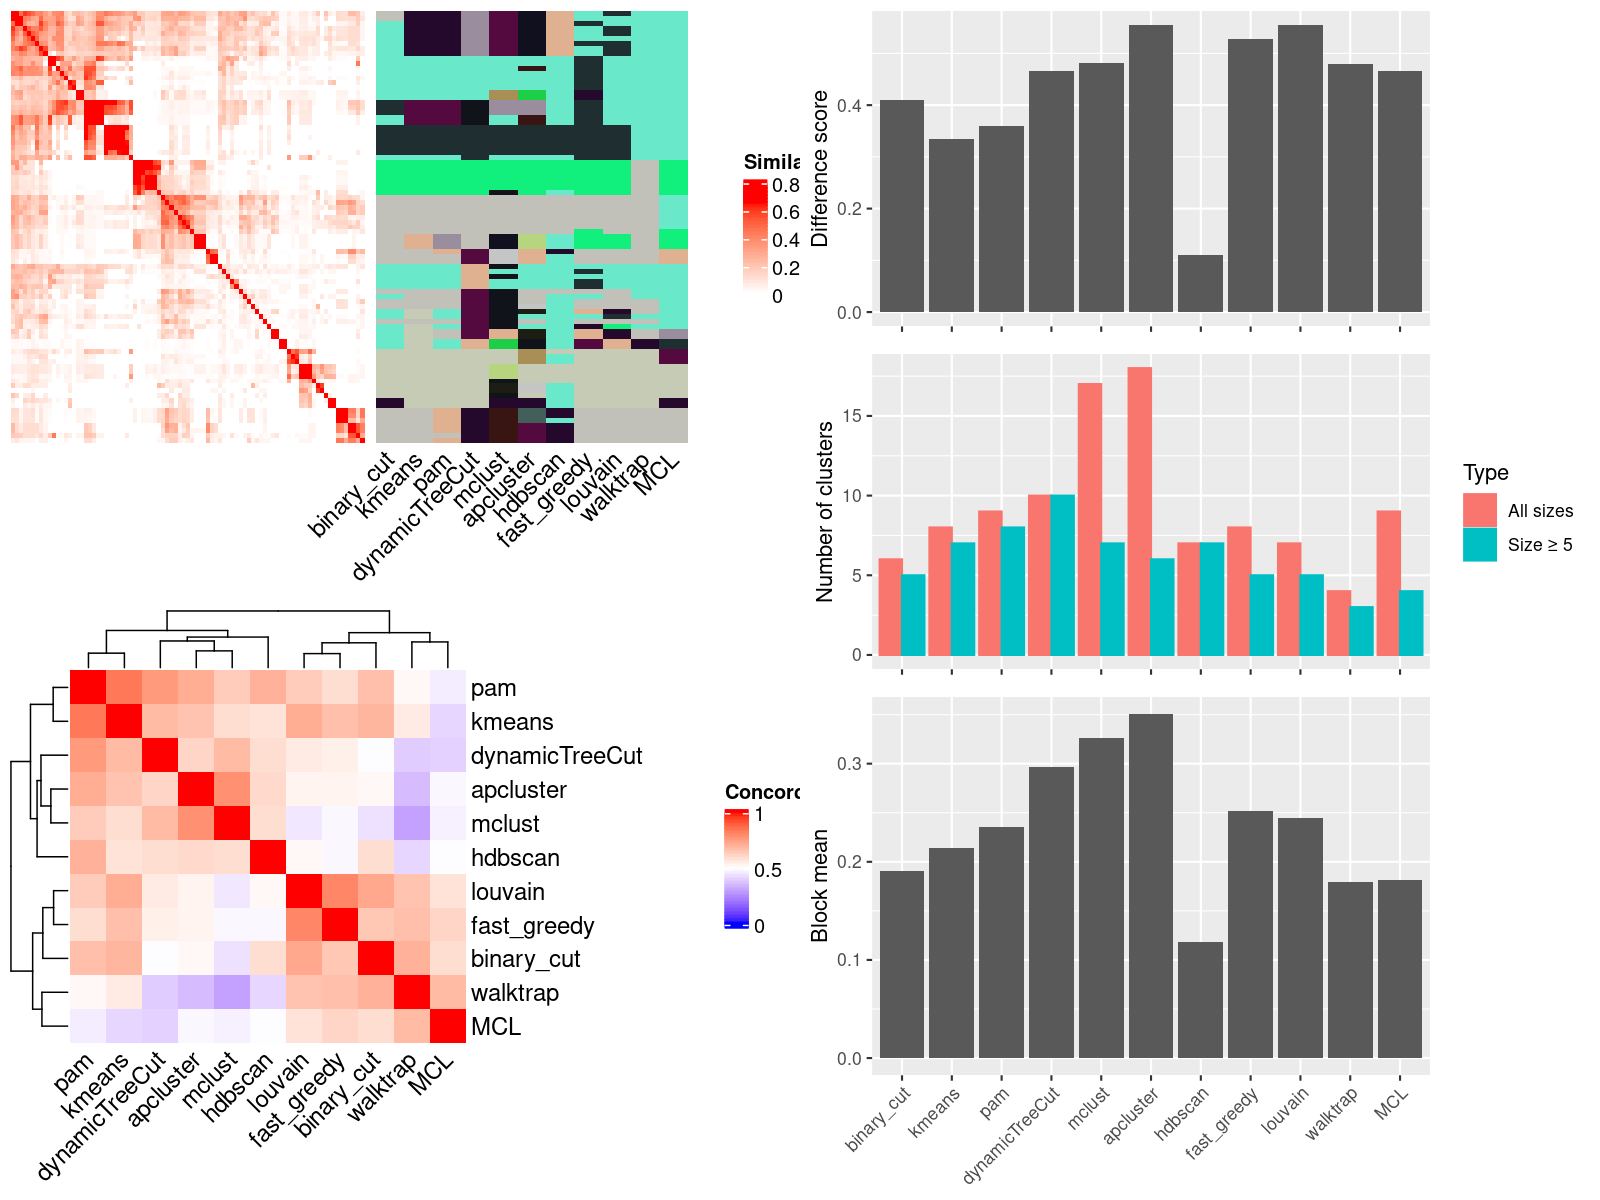 Simila
0.8
0.6
0.4
0.2
0
binary_cut
kmeans
pam
dynamicTreeCut
mclust
apcluster
hdbscan
fast_greedy
louvain
walktrap
MCL
pam
kmeans
dynamicTreeCut
apcluster
mclust
hdbscan
louvain
fast_greedy
binary_cut
walktrap
MCL
pam
kmeans
dynamicTreeCut
apcluster
mclust
hdbscan
louvain
fast_greedy
binary_cut
walktrap
MCL
Concord
1
0.5
0
Difference score
0.4
0.2
0.0
Number of clusters
15
10
5
0
Type
All sizes
Size ≥ 5
Block mean
0.3
0.2
0.1
0.0
binary_cut
kmeans
pam
dynamicTreeCut
mclust
apcluster
hdbscan
fast_greedy
louvain
walktrap
MCL